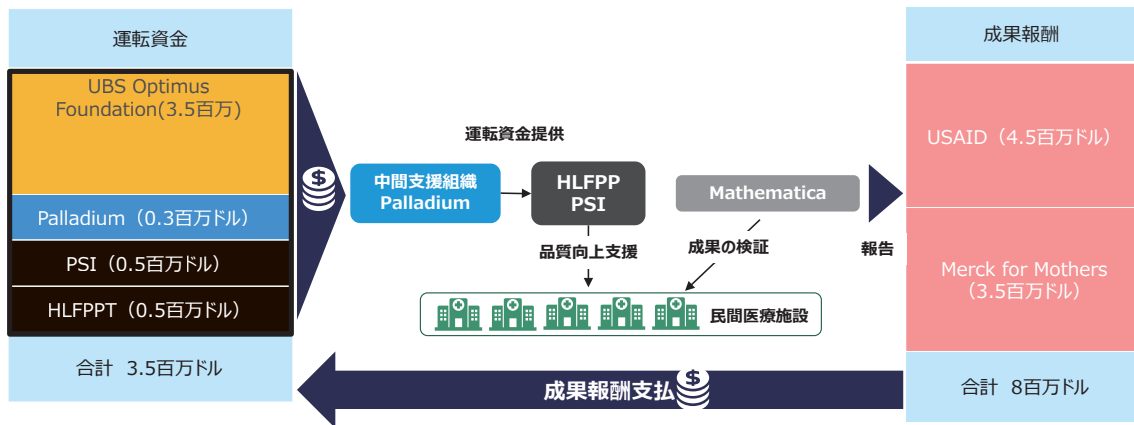 運転資金
UBS Optimus
Foundation(3.5百万)
Palladium（0.3百万ドル）
PSI（0.5百万ドル）
HLFPPT（0.5百万ドル）
合計 3.5百万ドル
運転資金提供
中間支援組織
Palladium
HLFPP
PSI
Mathematica
品質向上支援
成果の検証
報告
民間医療施設
成果報酬支払
成果報酬
USAID（4.5百万ドル）
Merck for Mothers
（3.5百万ドル）
合計 8百万ドル